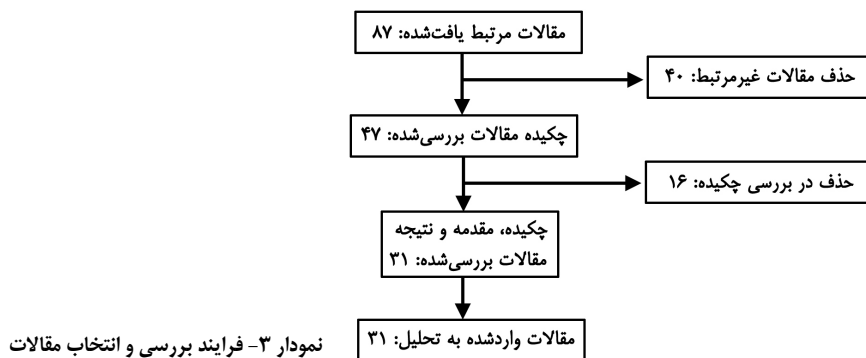 مقالات مرتبط یافت‌شده: ۸۷
حذف مقالات غیرمرتبط: ۴۰
چکیده مقالات بررسی‌شده: ۴۷
حذف در بررسی چکیده: ۱۶
چکیده، مقدمه و نتیجه
مقالات بررسی‌شده: ۳۱
مقالات واردشده به تحلیل: ۳۱
نمودار ۳- فرایند بررسی و انتخاب مقالات